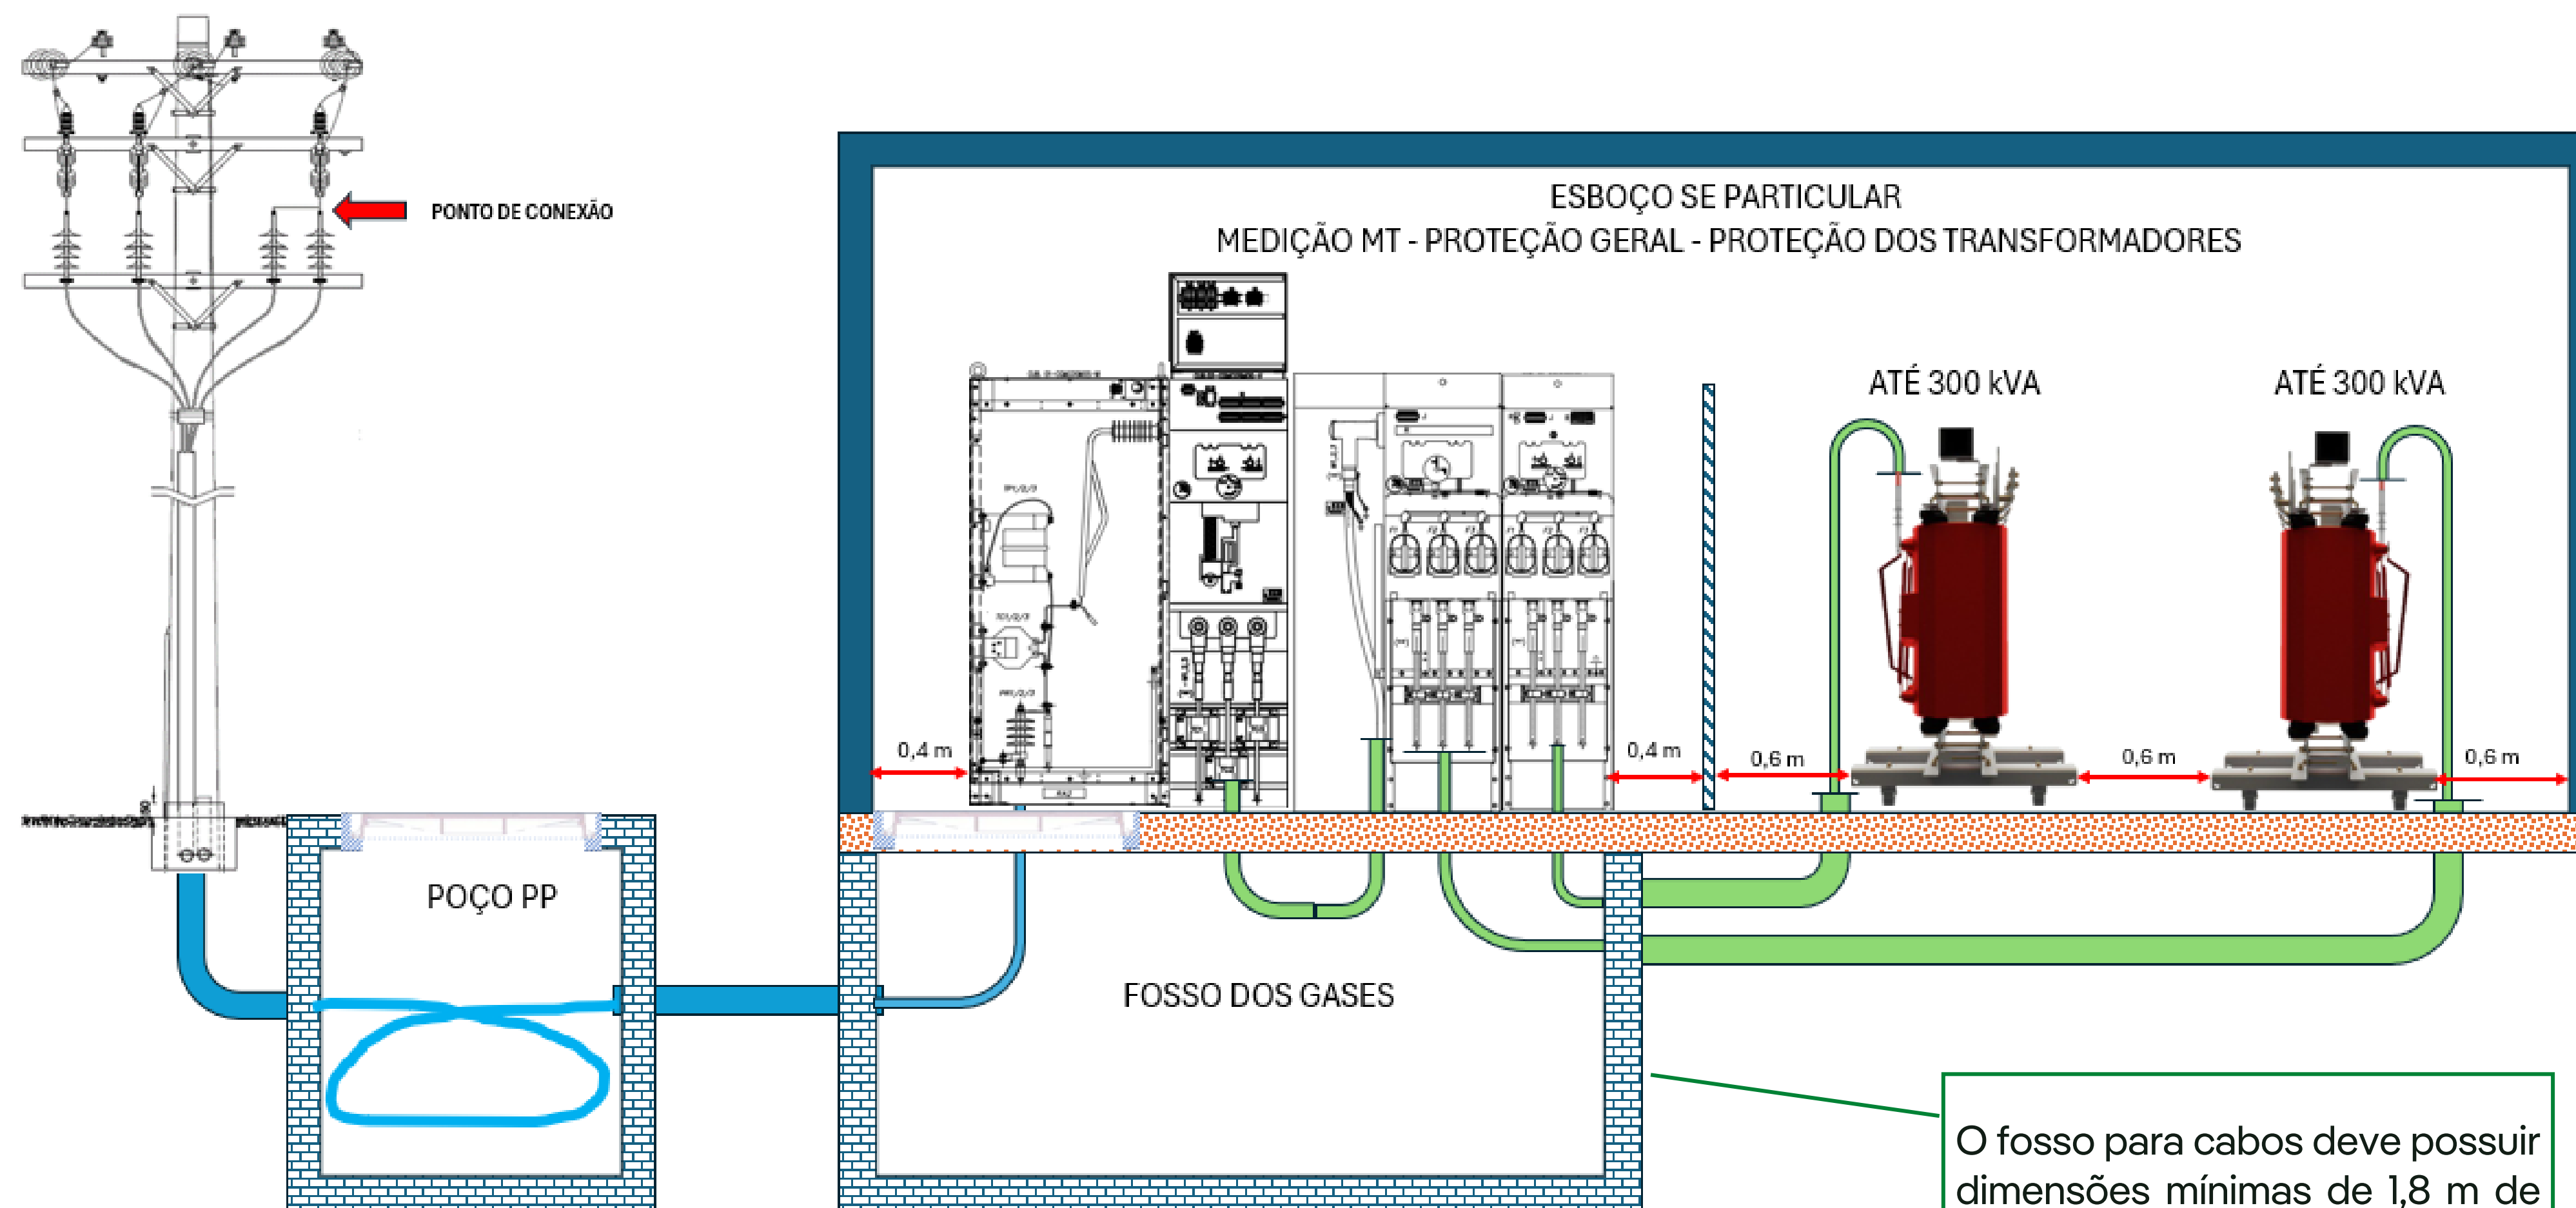 PONTO DE CONEXÃO
ESBOÇO SE PARTICULAR
MEDIÇÃO MT - PROTEÇÃO GERAL - PROTEÇÃO DOS TRANSFORMADORES
ATÉ 300 kVA
ATÉ 300 kVA
0,4 m
0,4 m
0,6 m
0,6 m
0,6 m
POÇO PP
FOSSO DOS GASES
O fosso para cabos deve possuir
dimensões mínimas de 1,8 m de